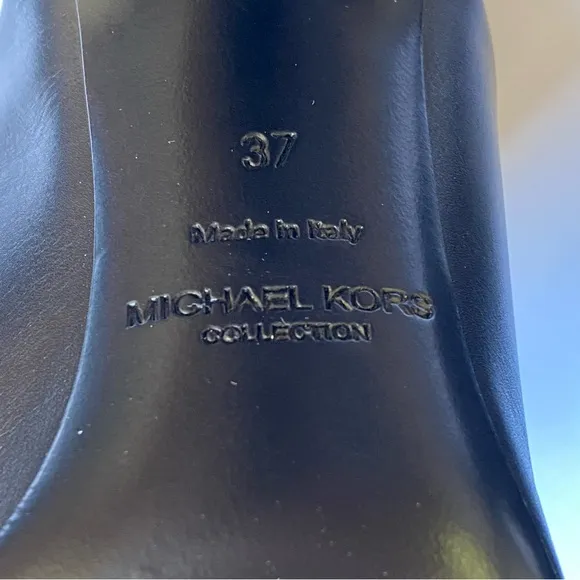 37
Made in Italy
MICHAEL KORS
COLLECTION